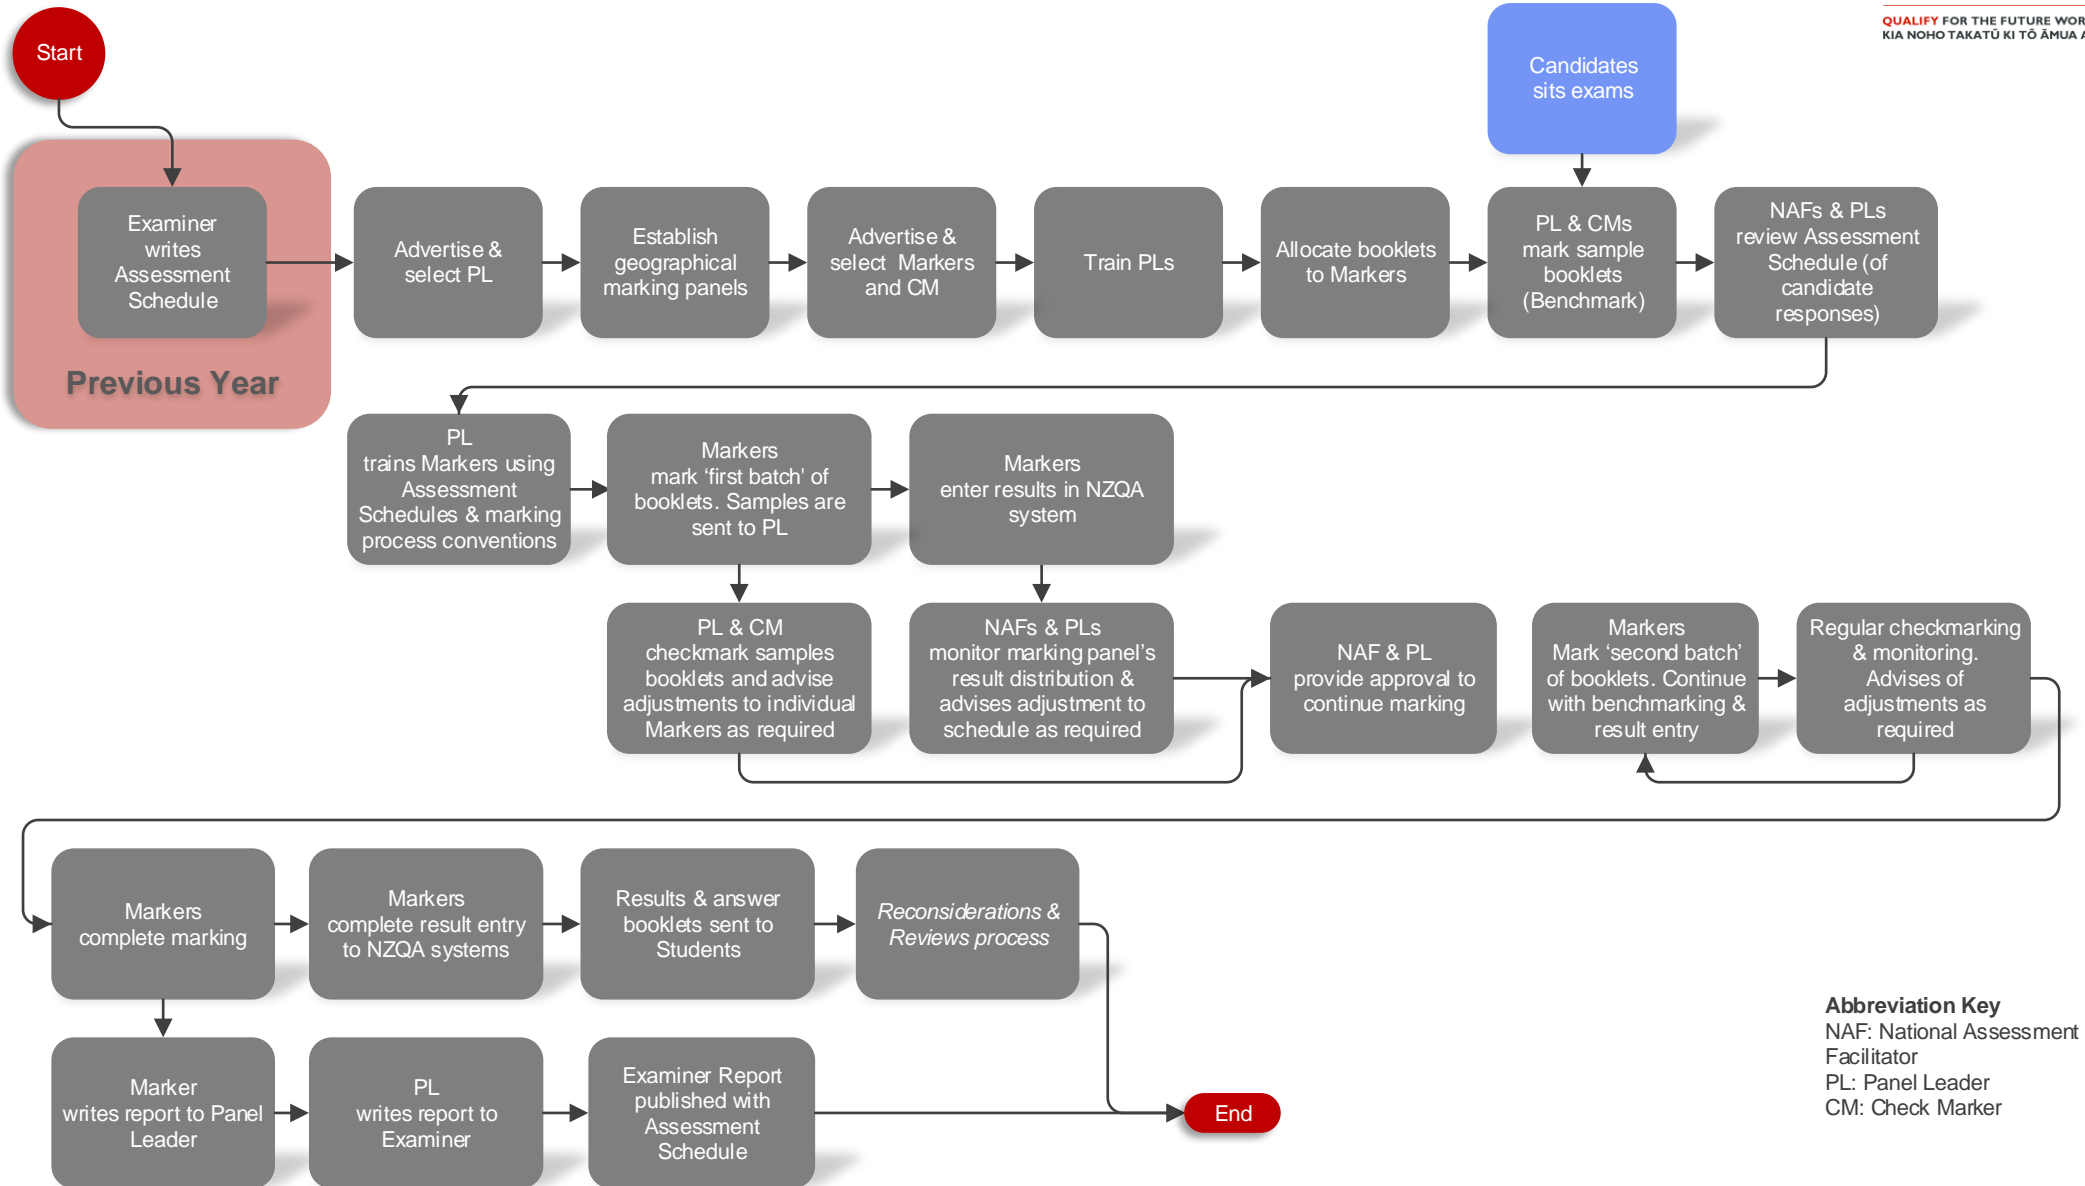 Start
QUALIFY FOR THE FUTURE WOR
KIA NOHO TAKATŪ KI TŌ ĀMUA A
Candidates
sits exams
Examiner
writes
Assessment
Schedule
Previous Year
Advertise &
select PL
Establish
geographical
marking panels
Advertise &
select Markers
and CM
Train PLs
Allocate booklets
to Markers
PL & CMs
mark sample
booklets
(Benchmark)
NAFs & PLs
review Assessment
Schedule (of
candidate
responses)
PL
trains Markers using
Assessment
Schedules & marking
process conventions
Markers
mark ‘first batch’ of
booklets. Samples are
sent to PL
Markers
enter results in NZQA
system
PL & CM
checkmark samples
booklets and advise
adjustments to individual
Markers as required
NAFs & PLs
monitor marking panel’s
result distribution &
advises adjustment to
schedule as required
NAF & PL
provide approval to
continue marking
Markers
Mark ‘second batch’
of booklets. Continue
with benchmarking &
result entry
Regular checkmarking
& monitoring.
Advises of
adjustments as
required
Markers
complete marking
Markers
complete result entry
to NZQA systems
Results & answer
booklets sent to
Students
Reconsiderations &
Reviews process
Marker
writes report to Panel
Leader
PL
writes report to
Examiner
Examiner Report
published with
Assessment
Schedule
End
Abbreviation Key
NAF: National Assessment
Facilitator
PL: Panel Leader
CM: Check Marker